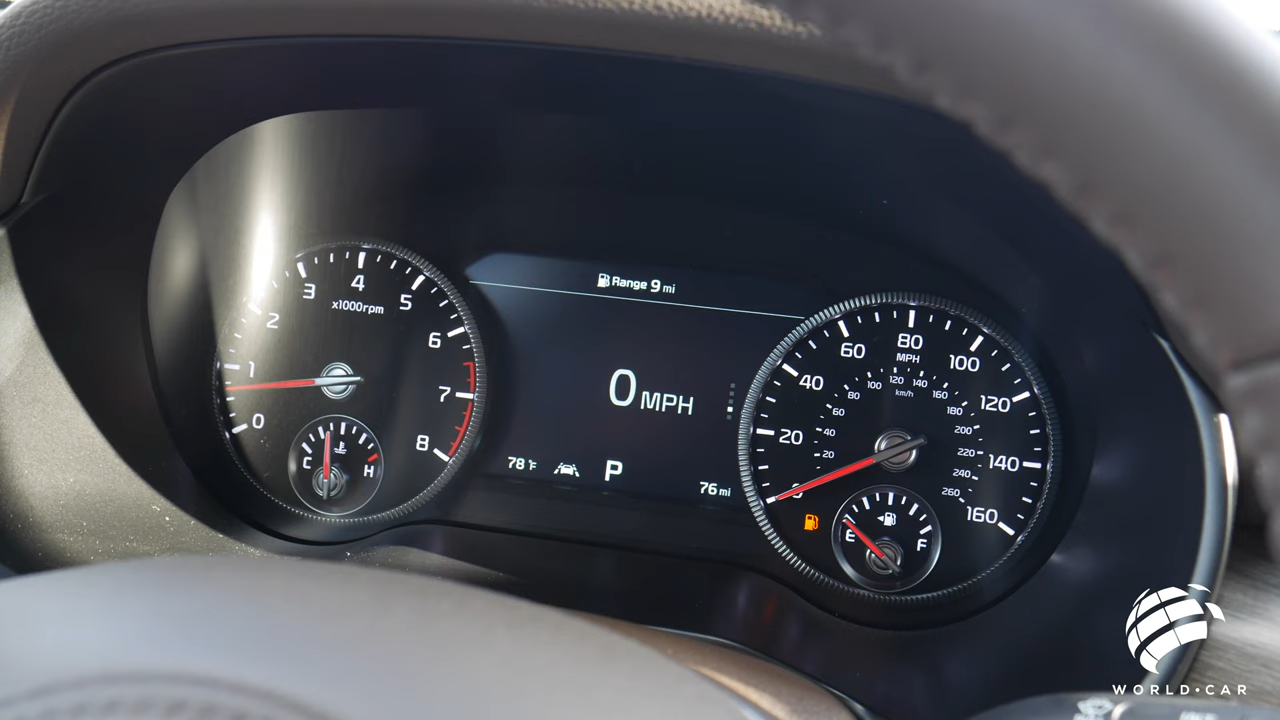 Range 9 mi
0 1 2 3 4 5 6 7 8
x1000rpm
C H
0 MPH
78 °F
P
76 mi
0 20 40 60 80 100 120 140 160
MPH
20 40 60 80 100 120 140 160 180 200 220 240 260
km/h
E F
WORLD·CAR